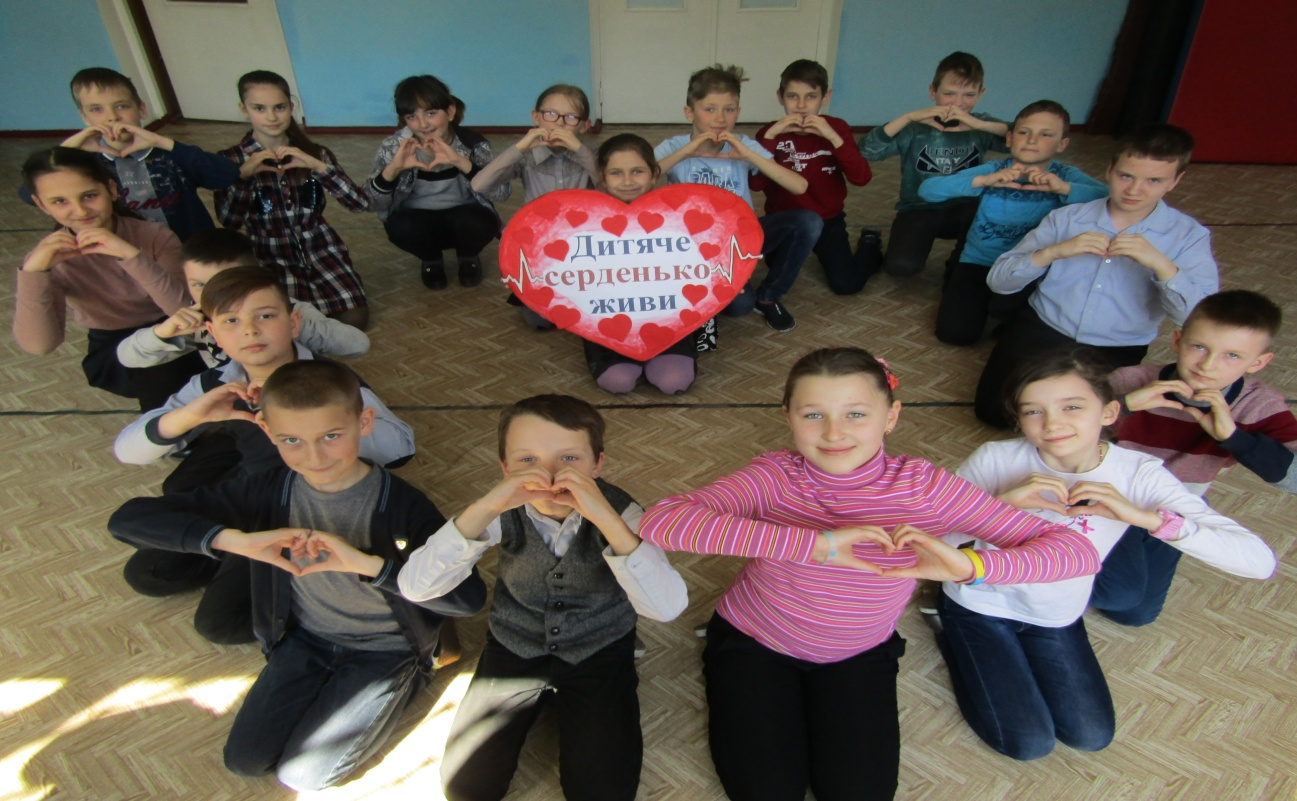 Дитяче
серденько
живи